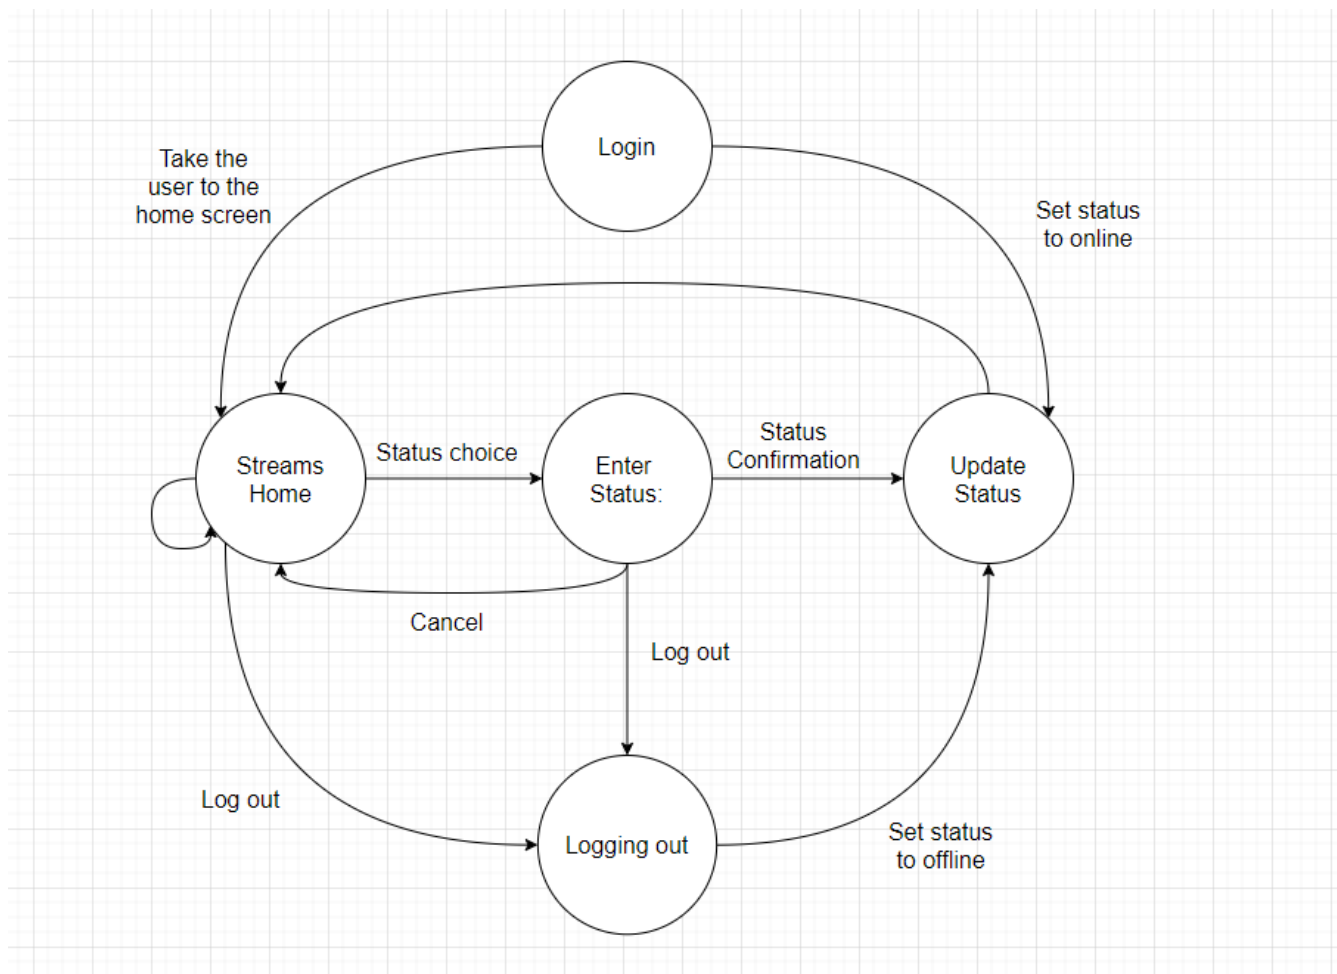 Login
Take the
user to the
home screen
Set status
to online
Streams
Home
Status choice
Enter
Status:
Status
Confirmation
Update
Status
Cancel
Log out
Log out
Logging out
Set status
to offline